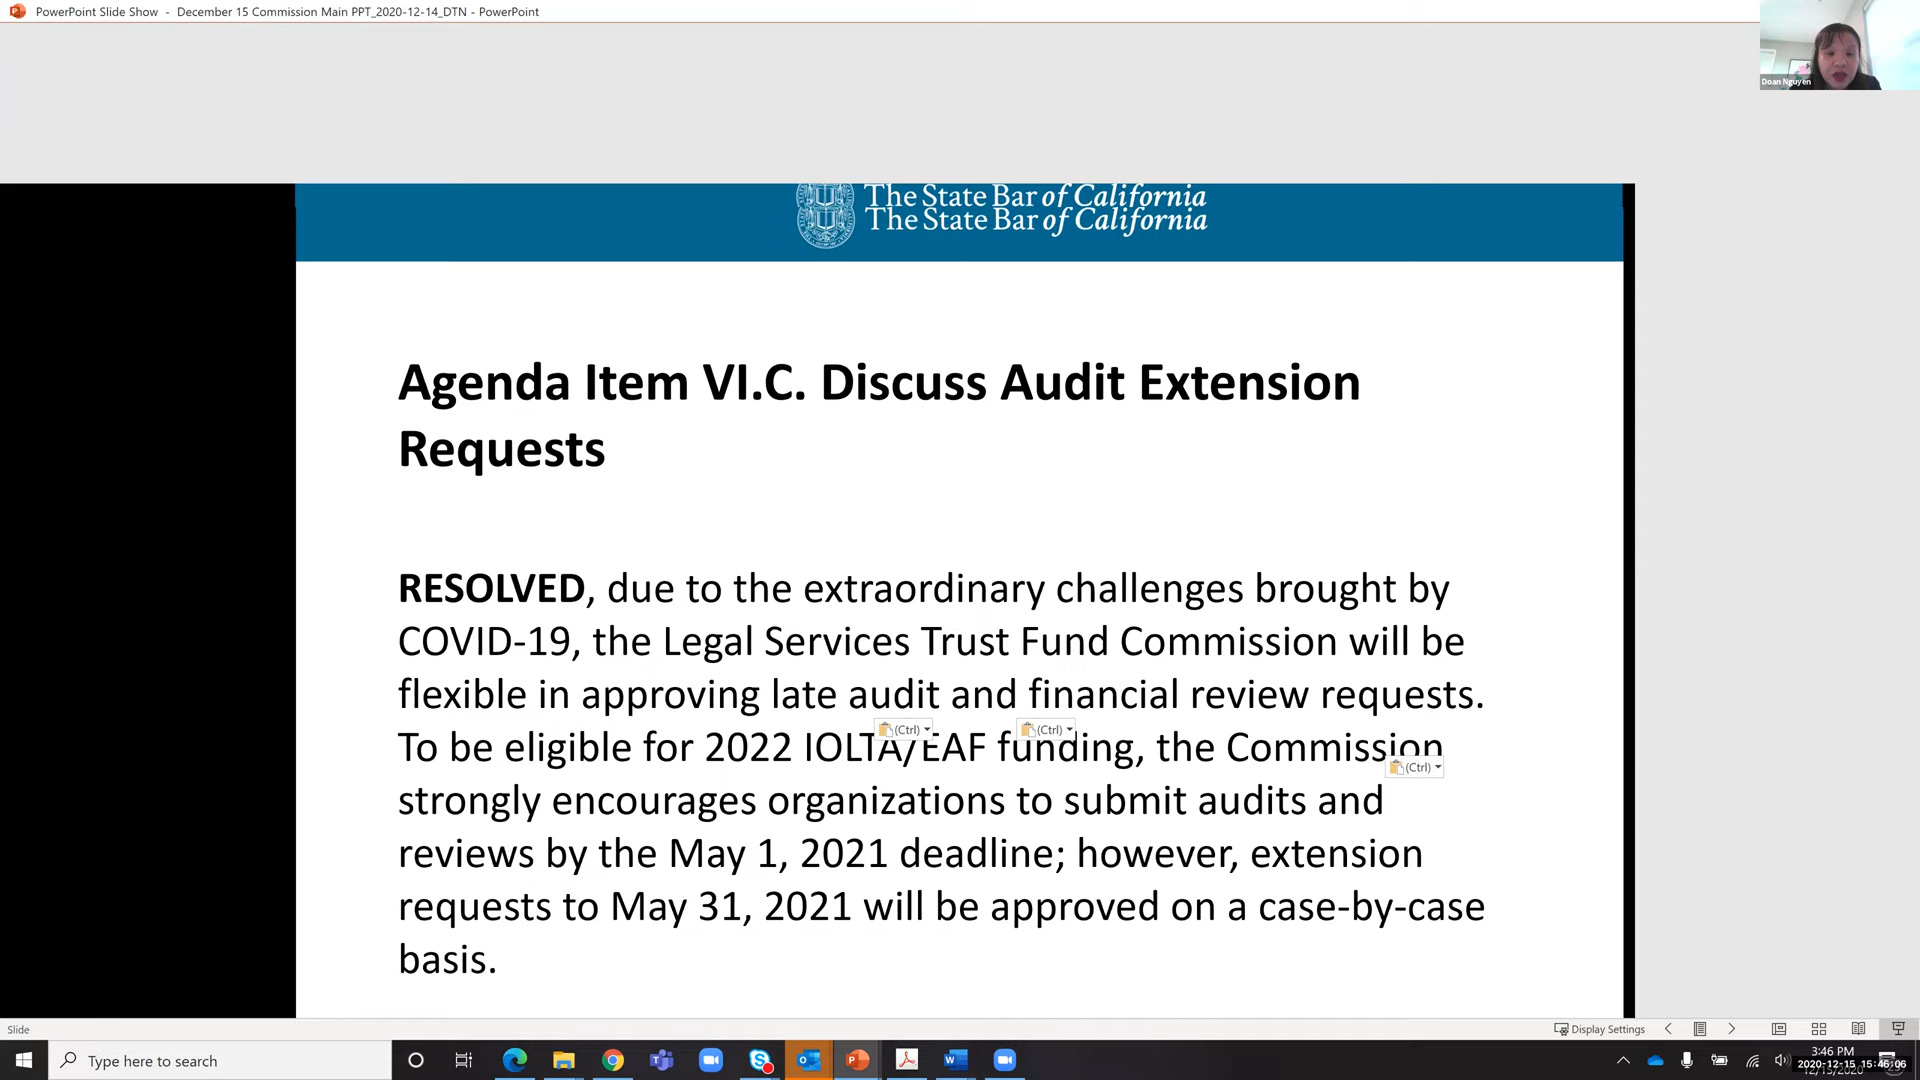 PowerPoint Slide Show - December 15 Commission Main PPT_2020-12-14_DTN - PowerPoint
Doan Nguyen
The State Bar of California
The State Bar of California
Agenda Item VI.C. Discuss Audit Extension
Requests
RESOLVED, due to the extraordinary challenges brought by
COVID-19, the Legal Services Trust Fund Commission will be
flexible in approving late audit and financial review requests.
(Ctrl) (Ctrl)
To be eligible for 2022 IOLTA/EAF funding, the Commission
(Ctrl)
strongly encourages organizations to submit audits and
reviews by the May 1, 2021 deadline; however, extension
requests to May 31, 2021 will be approved on a case-by-case
basis.
Slide
Display Settings
Type here to search
3:46 PM
2020-12-15 15:46:06